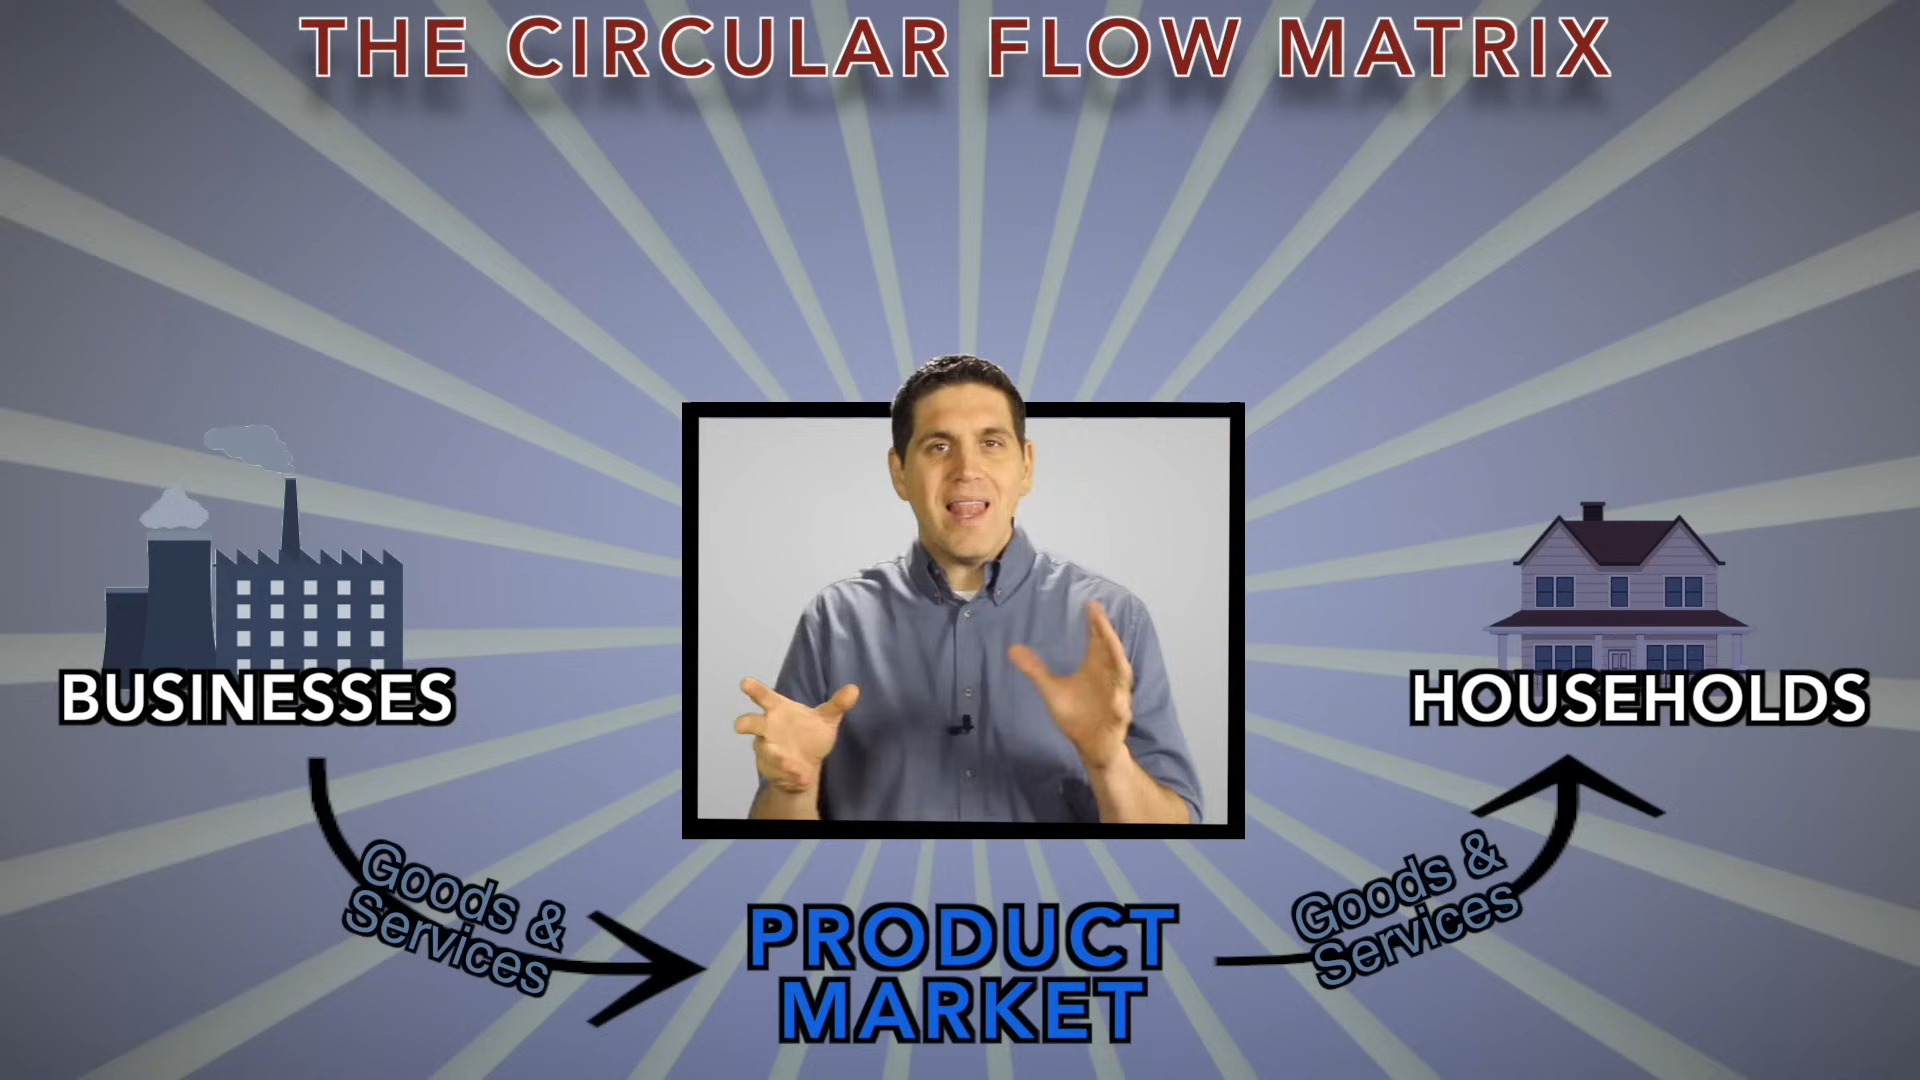 THE CIRCULAR FLOW MATRIX
BUSINESSES
HOUSEHOLDS
Goods &
Services
Goods &
Services
PRODUCT
MARKET